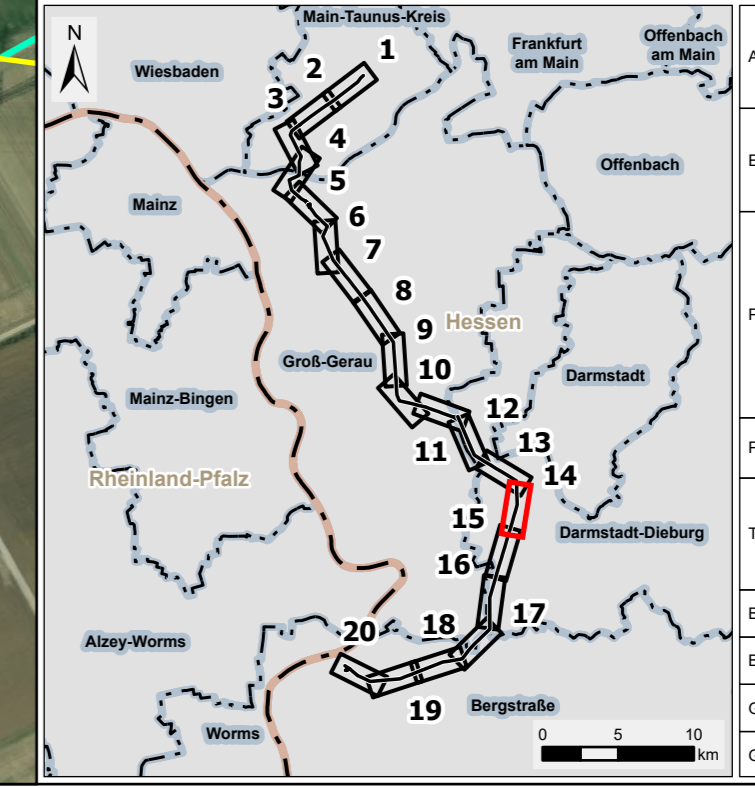 Main-Taunus-Kreis
N
Wiesbaden
Frankfurt
am Main
Offenbach
am Main
1
2
3
4
Offenbach
5
Mainz
6
7
8
Hessen
9
Groß-Gerau
10
Darmstadt
Mainz-Bingen
12
11
13
Rheinland-Pfalz
14
15
Darmstadt-Dieburg
16
17
Alzey-Worms
20
18
19
Bergstraße
Worms
0 5 10
km